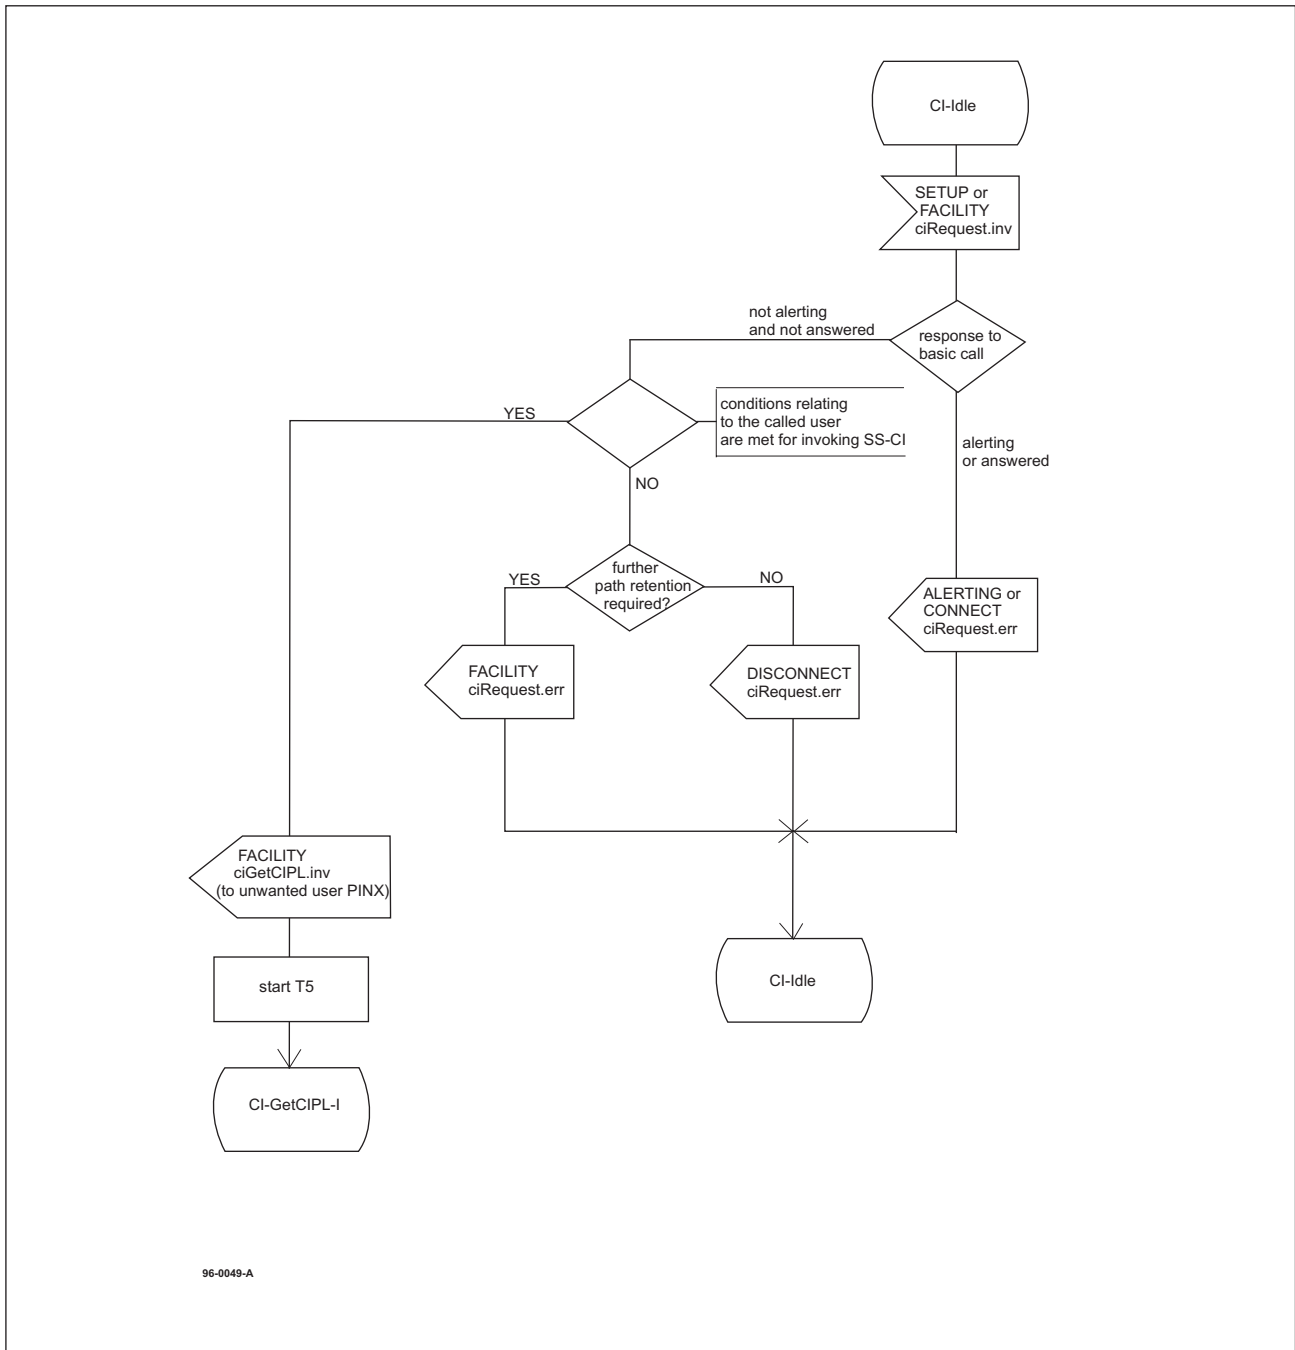 CI-Idle
SETUP or
FACILITY
ciRequest.inv
not alerting
and not answered
response to
basic call
YES
conditions relating
to the called user
are met for invoking SS-CI
alerting
or answered
NO
further
path retention
required?
YES
NO
ALERTING or
CONNECT
ciRequest.err
FACILITY
ciRequest.err
DISCONNECT
ciRequest.err
FACILITY
ciGetCIPL.inv
(to unwanted user PINX)
start T5
CI-Idle
CI-GetCIPL-I
96-0049-A